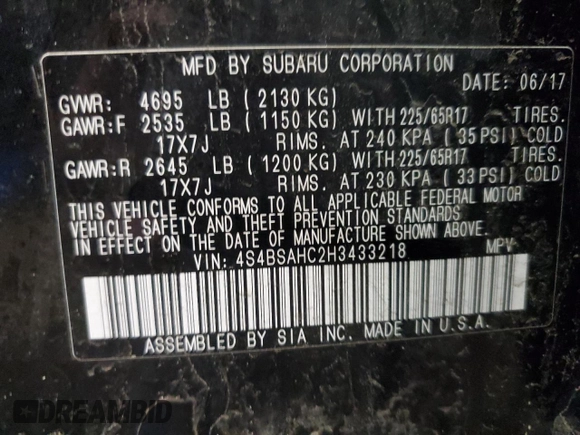 MFD BY SUBARU CORPORATION
DATE: 06/17
GVWR: 4695 LB ( 2130 KG)
GAWR:F 2535 LB ( 1150 KG) WITH 225/65R17 TIRES.
17X7J RIMS. AT 240 KPA ( 35 PSI) COLD
GAWR:R 2645 LB ( 1200 KG) WITH 225/65R17 TIRES.
17X7J RIMS. AT 230 KPA ( 33 PSI) COLD
THIS VEHICLE CONFORMS TO ALL APPLICABLE FEDERAL MOTOR
VEHICLE SAFETY AND THEFT PREVENTION STANDARDS
IN EFFECT ON THE DATE OF MANUFACTURE SHOWN ABOVE.
VIN: 4S4BSAHC2H3433218 MPV
ASSEMBLED BY SIA INC. MADE IN U.S.A.
DREAMBID